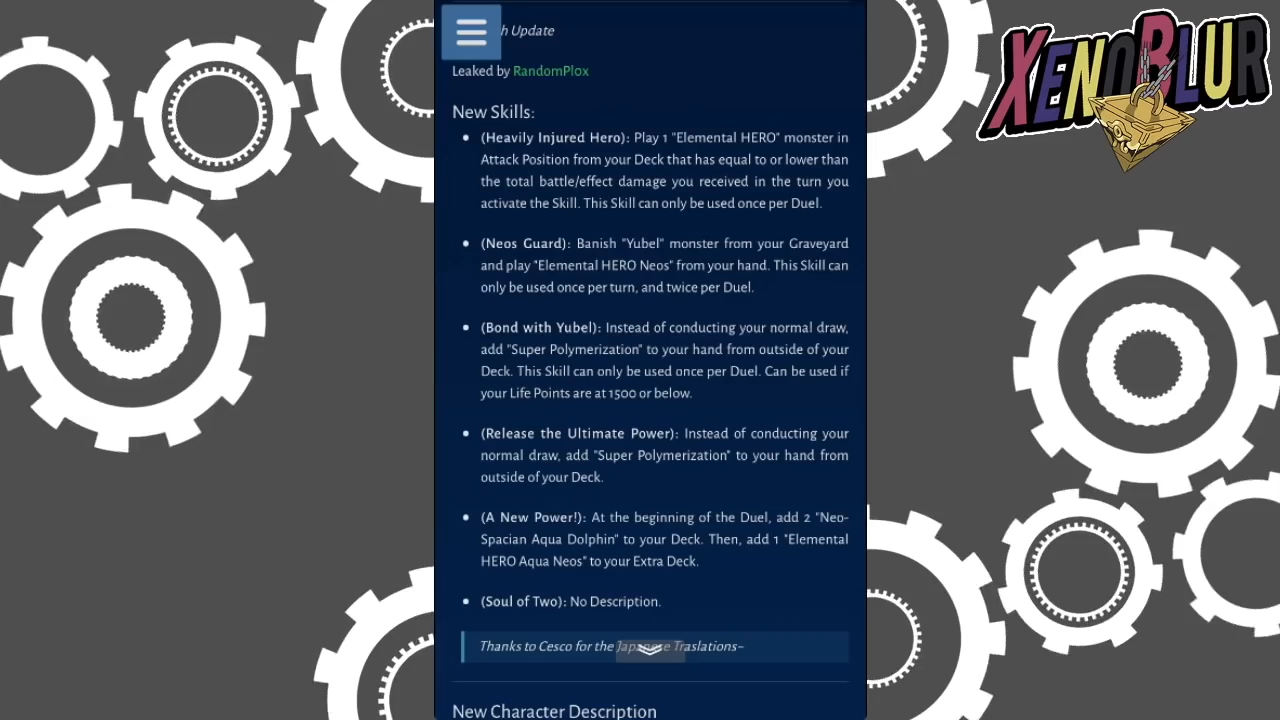 h Update
XENOBLUR
Leaked by RandomPlox
New Skills:
• (Heavily Injured Hero): Play 1 "Elemental HERO" monster in
Attack Position from your Deck that has equal to or lower than
the total battle/effect damage you received in the turn you
activate the Skill. This Skill can only be used once per Duel.
• (Neos Guard): Banish "Yubel" monster from your Graveyard
and play "Elemental HERO Neos" from your hand. This Skill can
only be used once per turn, and twice per Duel.
• (Bond with Yubel): Instead of conducting your normal draw,
add "Super Polymerization" to your hand from outside of your
Deck. This Skill can only be used once per Duel. Can be used if
your Life Points are at 1500 or below.
• (Release the Ultimate Power): Instead of conducting your
normal draw, add "Super Polymerization" to your hand from
outside of your Deck.
• (A New Power!): At the beginning of the Duel, add 2 "Neo-
Spacian Aqua Dolphin" to your Deck. Then, add 1 "Elemental
HERO Aqua Neos" to your Extra Deck.
• (Soul of Two): No Description.
Thanks to Cesco for the Japanese Traslations~
New Character Description